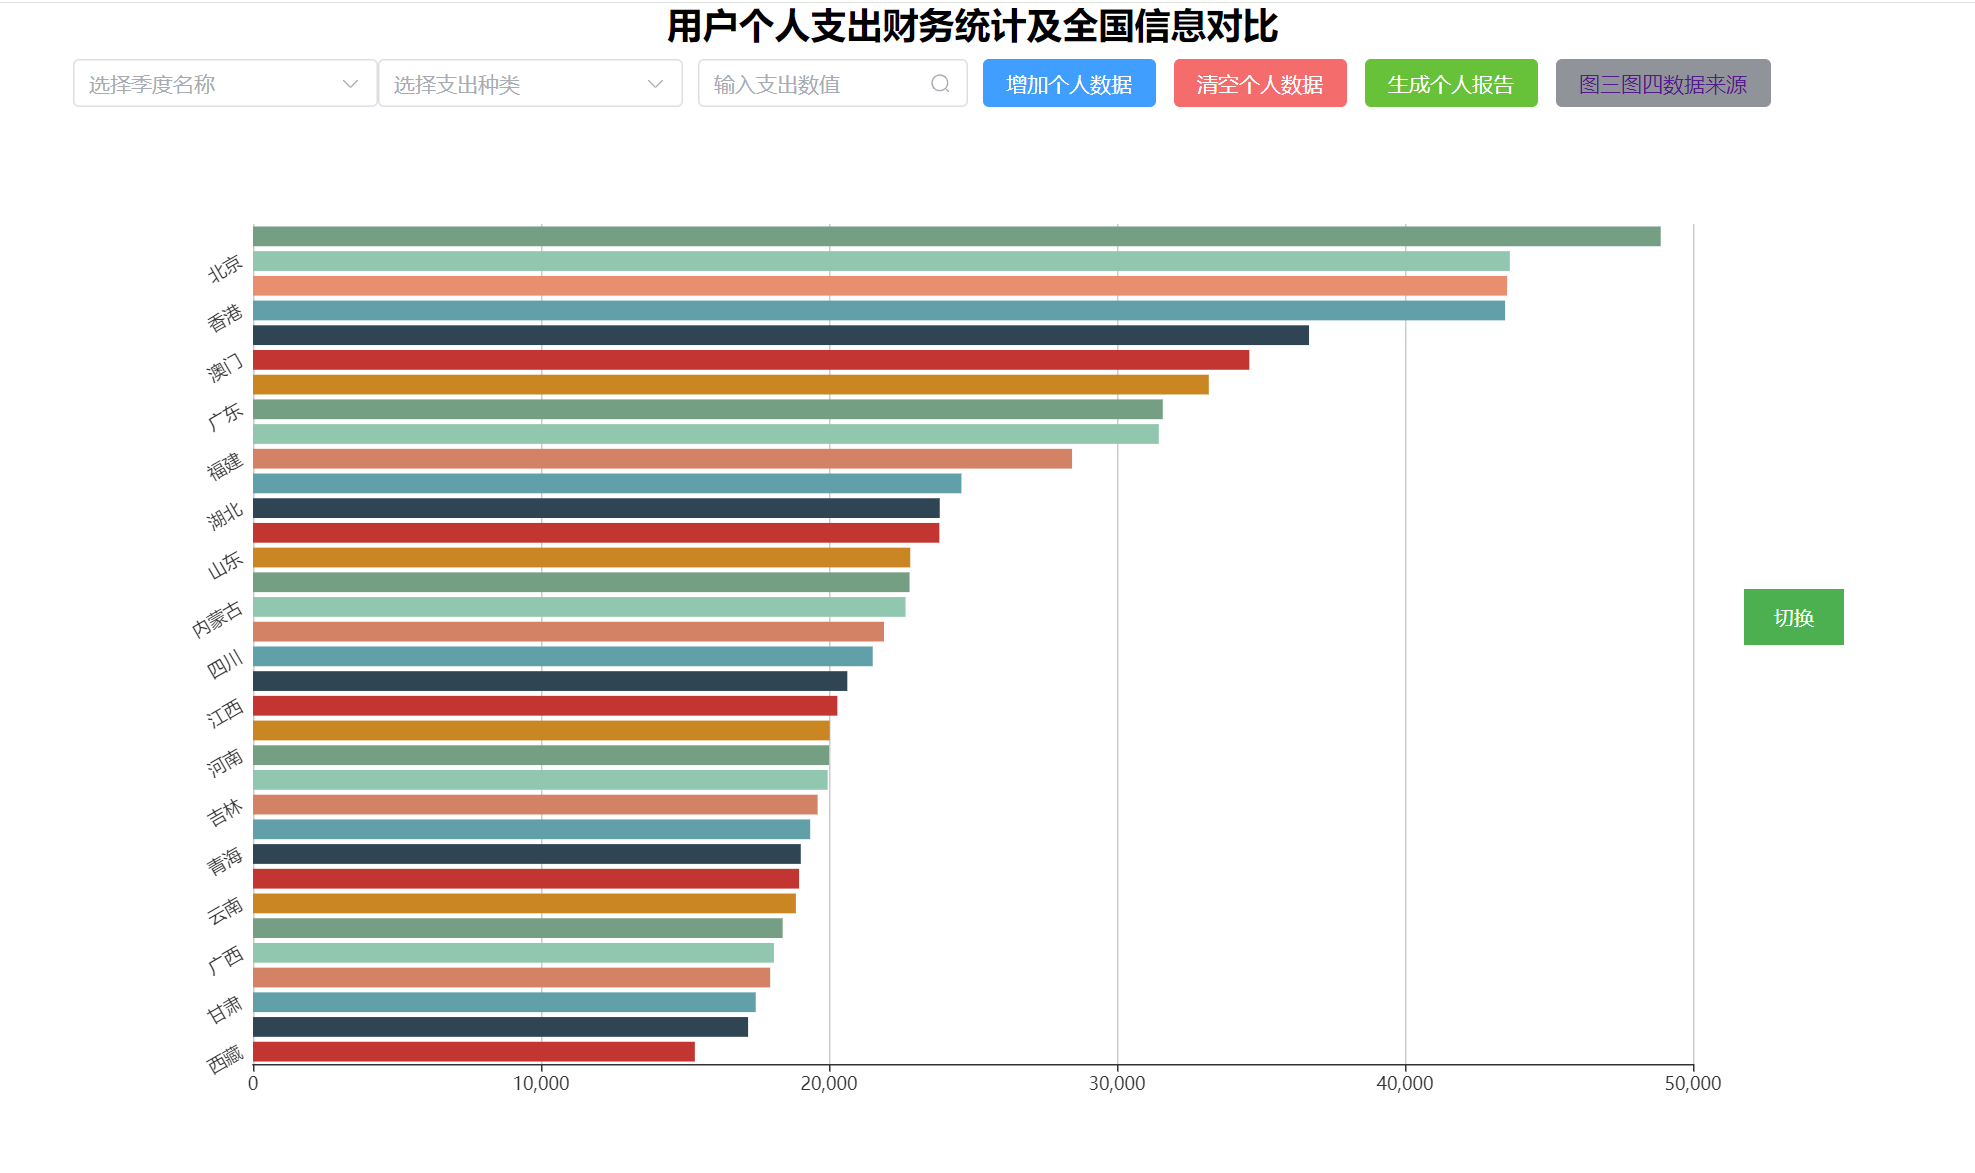 用户个人支出财务统计及全国信息对比
选择季度名称 选择支出种类 输入支出数值 增加个人数据 清空个人数据 生成个人报告 图三图四数据来源
北京
香港
澳门
广东
福建
湖北
山东
内蒙古
切换
四川
江西
河南
吉林
青海
云南
广西
甘肃
西藏
0 10,000 20,000 30,000 40,000 50,000